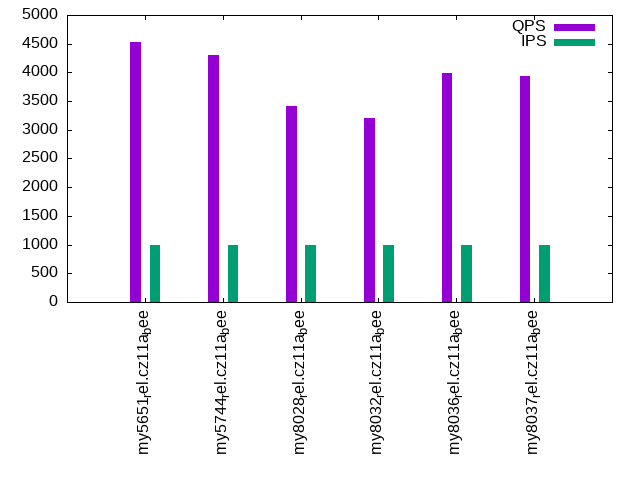 5000
4500
4000
3500
3000
2500
2000
1500
1000
500
0
QPS
IPS
my5651rel.cz11abee
my5744rel.cz11abee
my8028rel.cz11abee
my8032rel.cz11abee
my8036rel.cz11abee
my8037rel.cz11abee